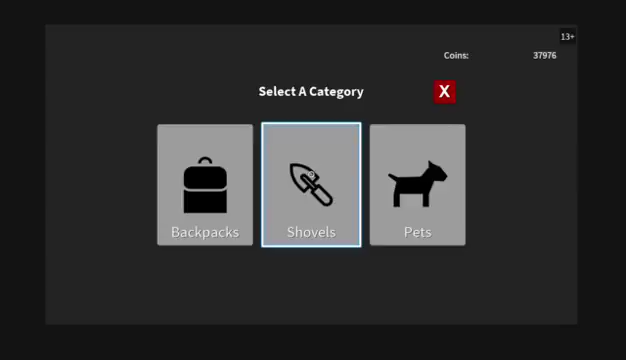 13+
Coins: 37976
Select A Category
X
Backpacks
Shovels
Pets